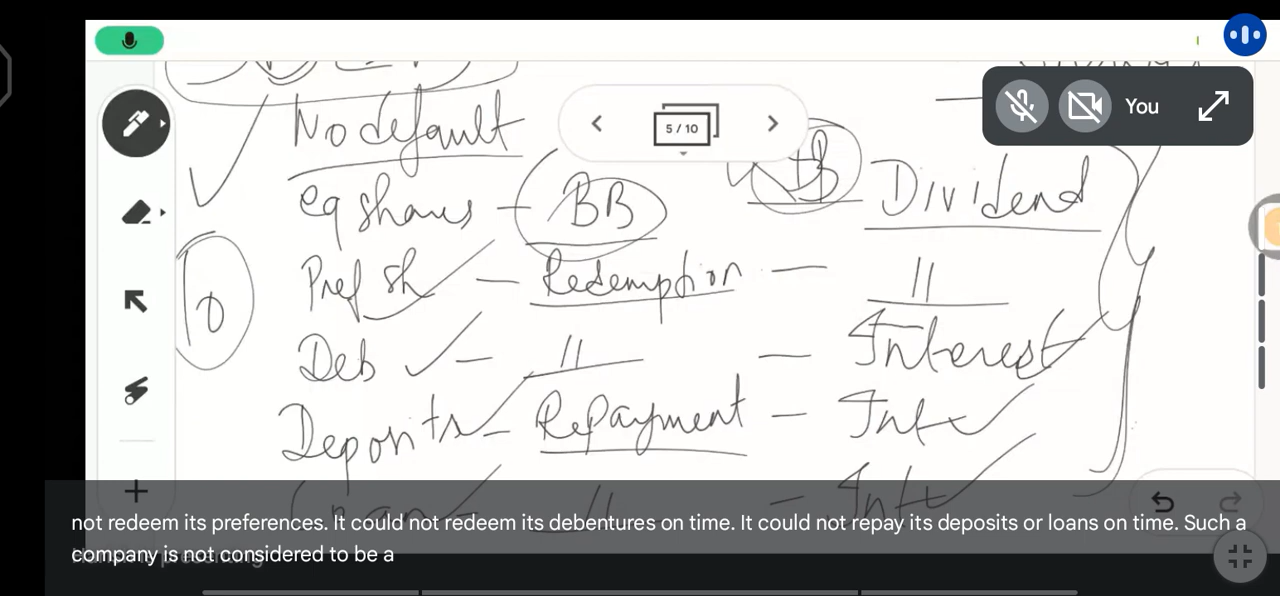 You
5 / 10
No default
eq shares - BB Dividend
Pref sh - Redemption - 11
Deb - 11 - Interest
Deposits - Repayment - Intt
- 11 - Intt
not redeem its preferences. It could not redeem its debentures on time. It could not repay its deposits or loans on time. Such a
company is not considered to be a